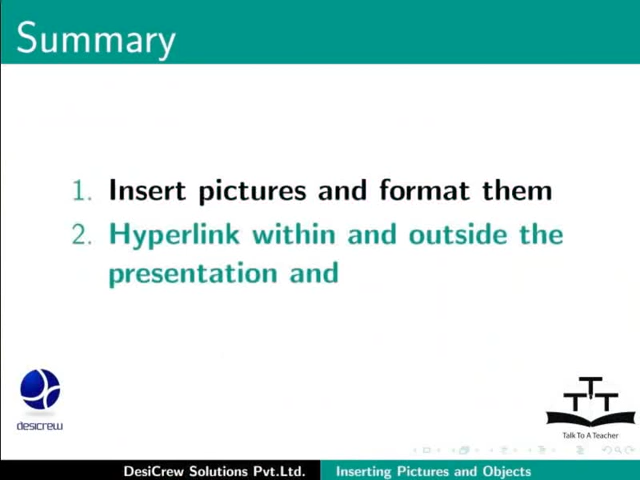 Summary
1. Insert pictures and format them
2. Hyperlink within and outside the
presentation and
desicrew
T T T
Talk To A Teacher
DesiCrew Solutions Pvt.Ltd. Inserting Pictures and Objects